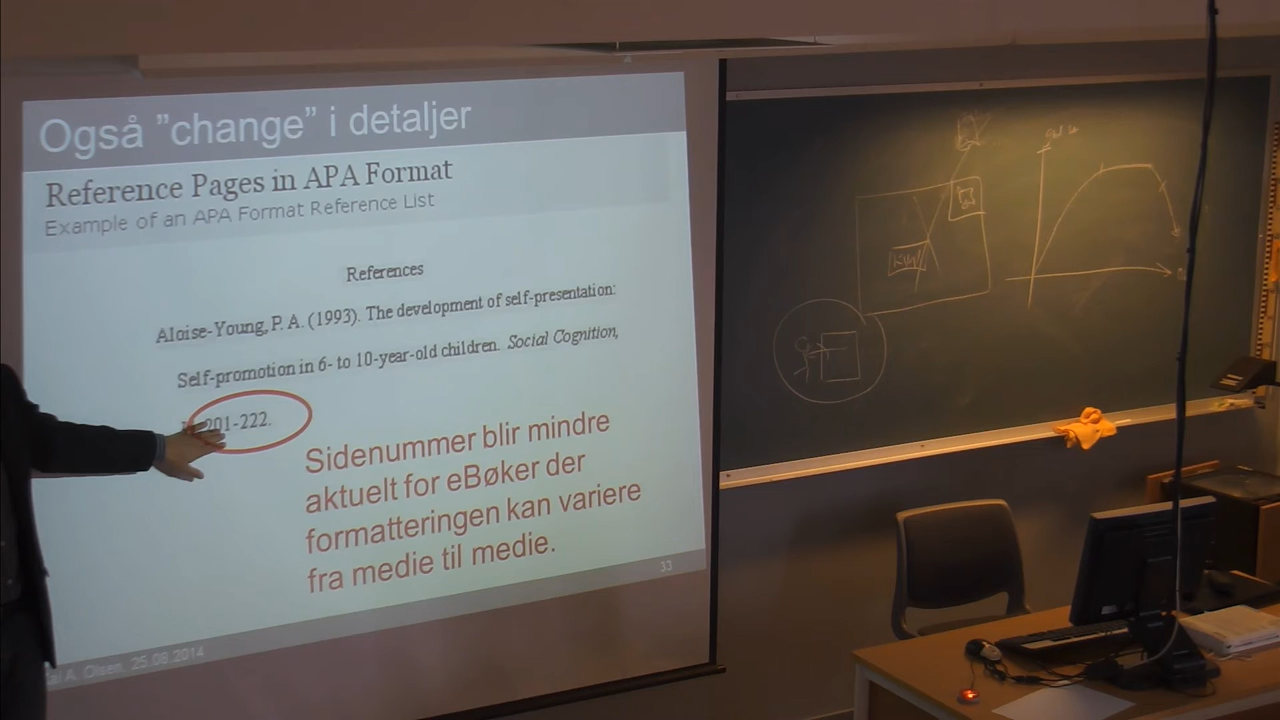 Også ”change” i detaljer
Reference Pages in APA Format
Example of an APA Format Reference List
References
Aloise-Young, P. A. (1993). The development of self-presentation:
Self-promotion in 6- to 10-year-old children. Social Cognition,
201-222.
Sidenummer blir mindre
aktuelt for eBøker der
formatteringen kan variere
fra medie til medie.
33
A. Olsen, 25.08.2014